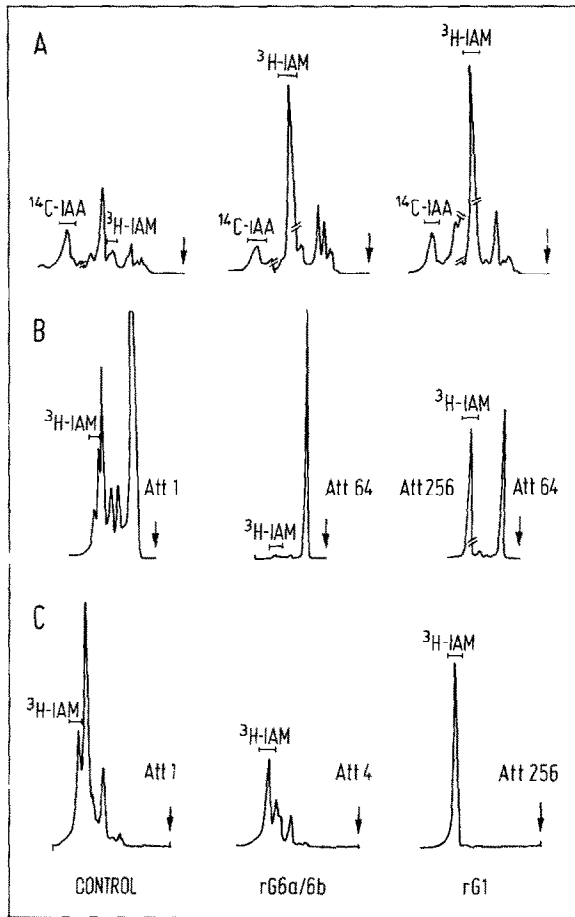 A
³H-IAM
³H-IAM
¹⁴C-IAA
³H-IAM
¹⁴C-IAA
¹⁴C-IAA
B
³H-IAM
Att 1
³H-IAM
Att 64
³H-IAM
Att 256
Att 64
C
³H-IAM
Att 1
³H-IAM
Att 4
³H-IAM
Att 256
CONTROL
rG6a/6b
rG1